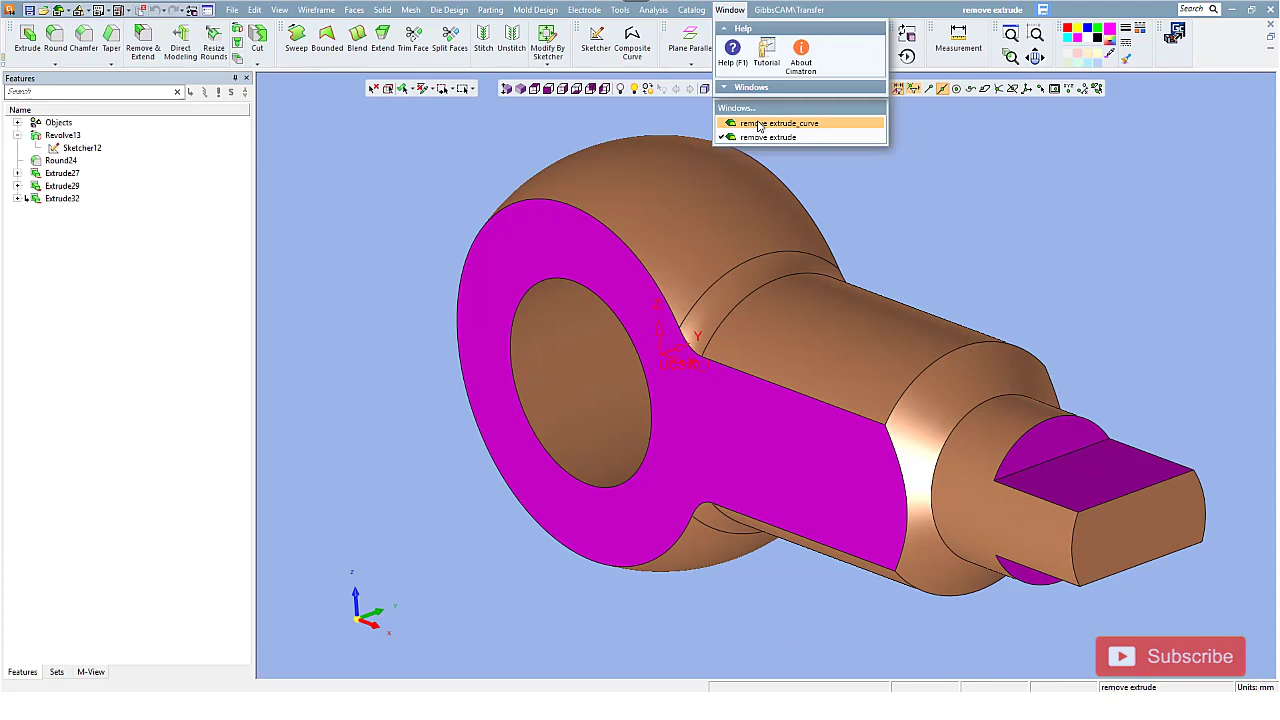 File Edit View Wireframe Faces Solid Mesh Die Design Parting Mold Design Electrode Tools Analysis Catalog Window GibbsCAM\Transfer remove extrude Search
Help
Extrude Round Chamfer Taper Remove & Extend Direct Modeling Resize Rounds Cut Sweep Bounded Blend Split Faces Stitch Unstitch Modify By Sketcher Sketcher Composite Curve Plane Parallel Help (F1) Tutorial About Cimatron Measurement
Windows
Features
Search
Windows...
Name
remove extrude_curve
Objects
remove extrude
Revolve13
Sketcher12
Round24
Extrude27
Extrude29
Extrude32
Y
Z
Y
X
Subscribe
Features Sets M-View
remove extrude Units: mm